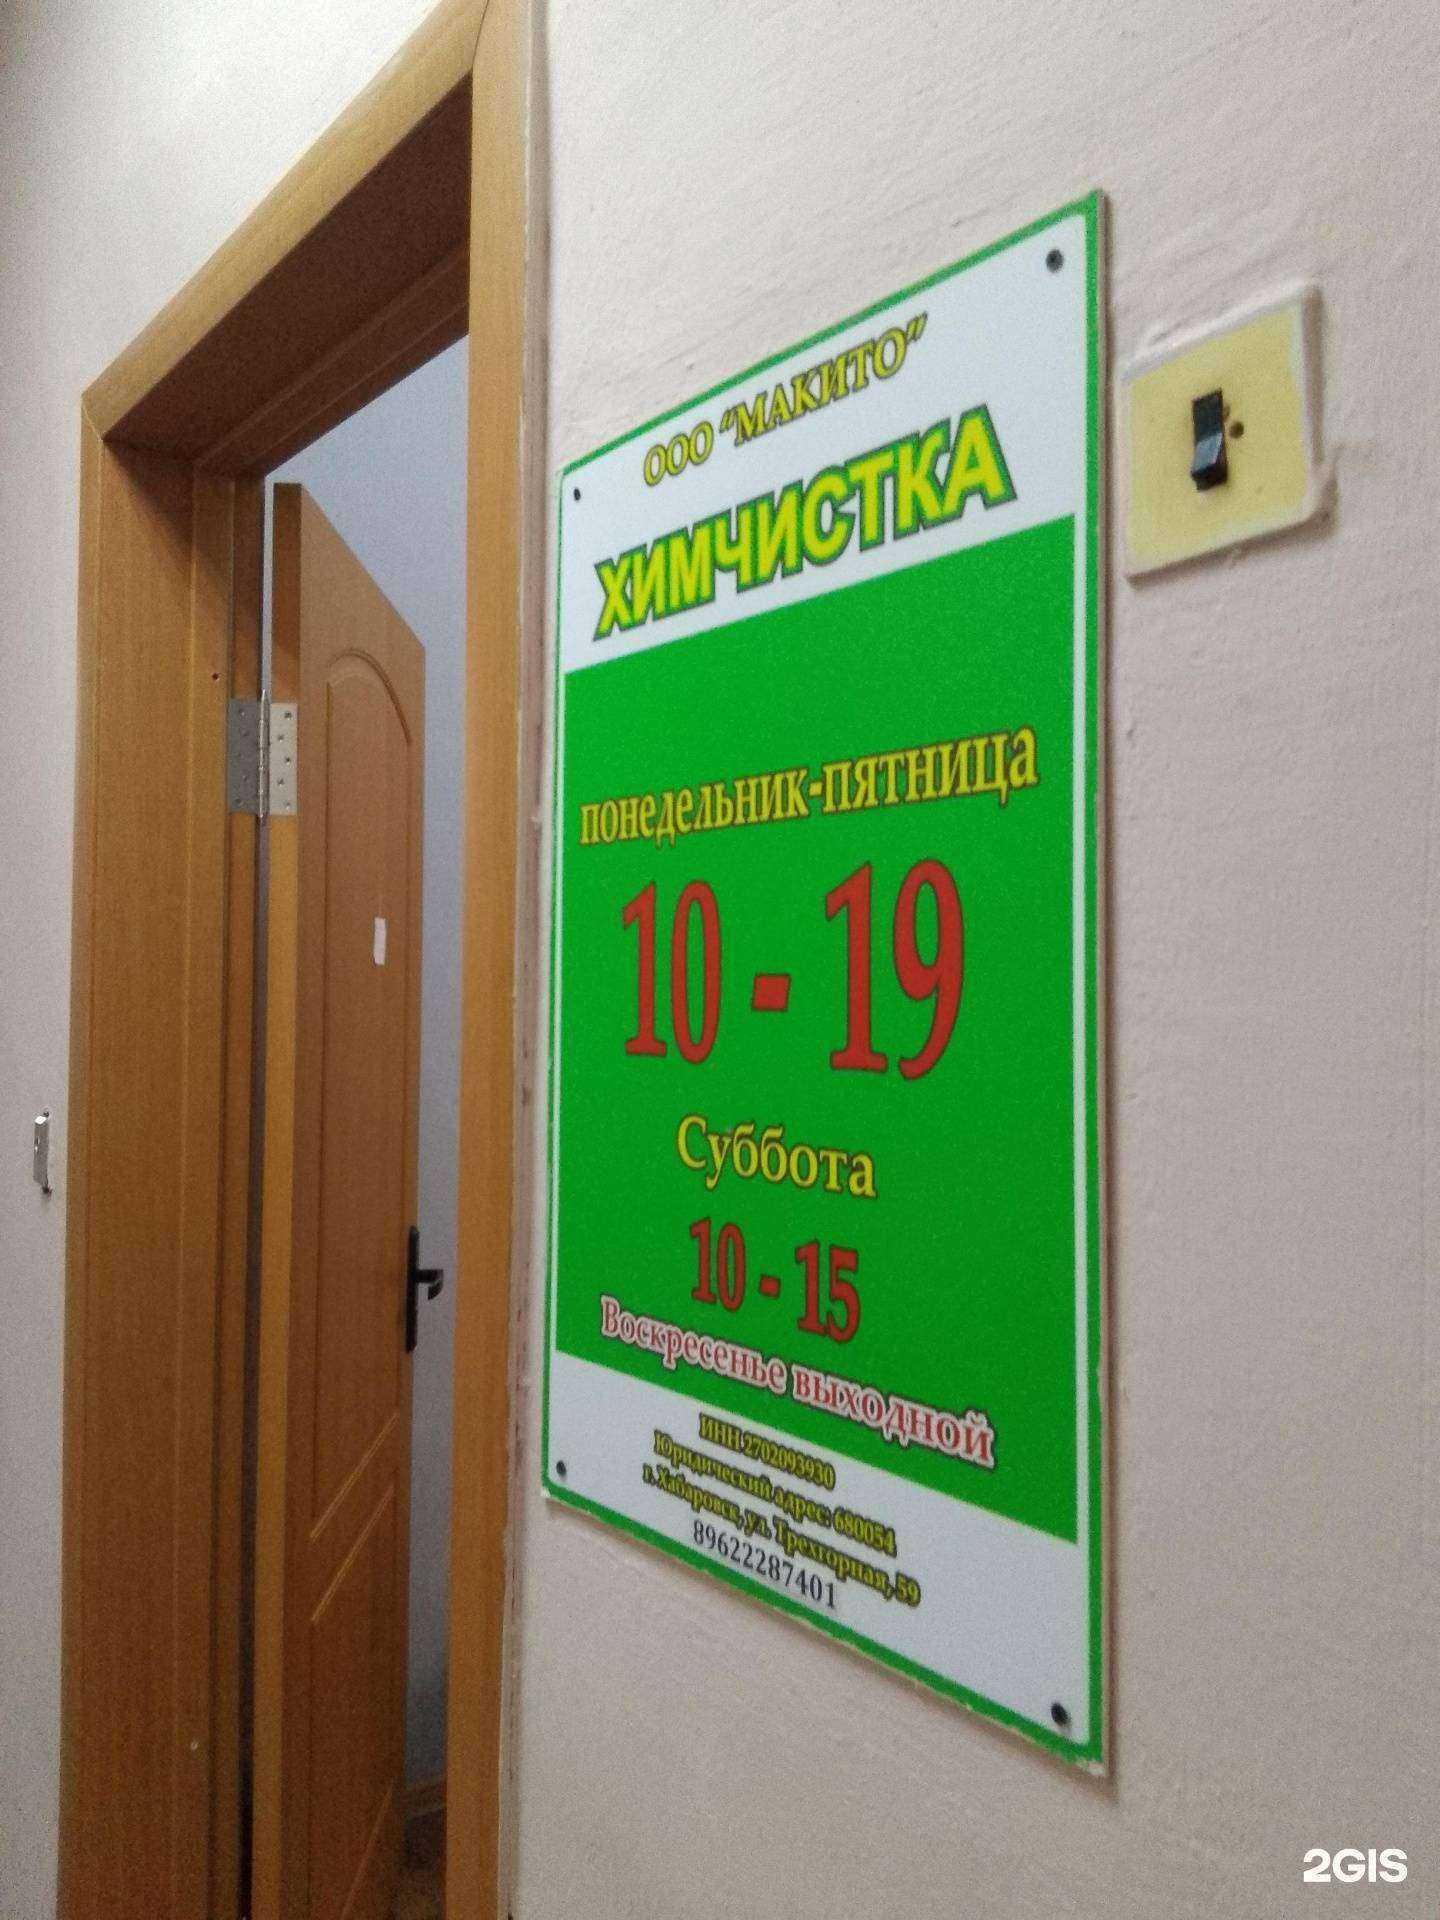 ООО "МАКИТО"
ХИМЧИСТКА
понедельник-пятница
10 - 19
Суббота
10 - 15
Воскресенье выходной
ИНН 2702093930
Юридический адрес: 680054
г. Хабаровск, ул. Трехгорная, 59
89622287401
2GIS